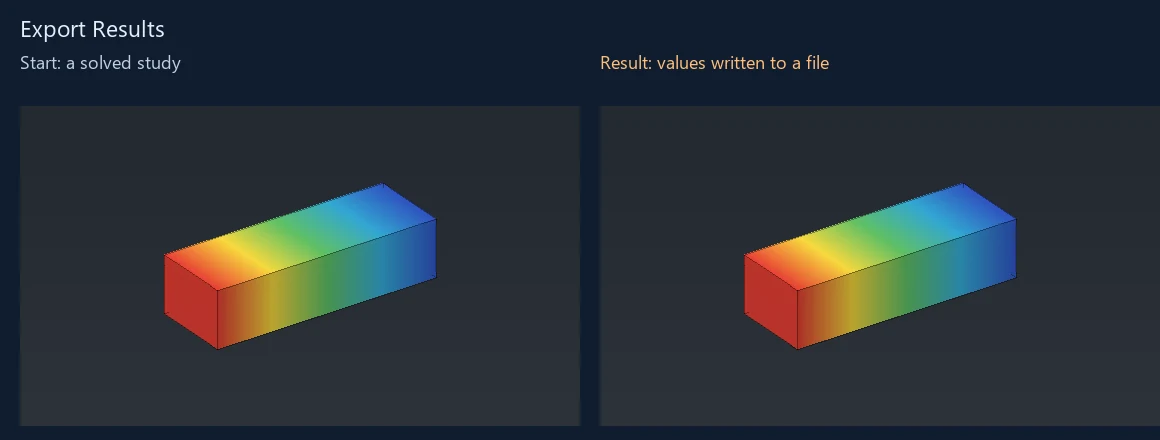 Export Results
Start: a solved study
Result: values written to a file